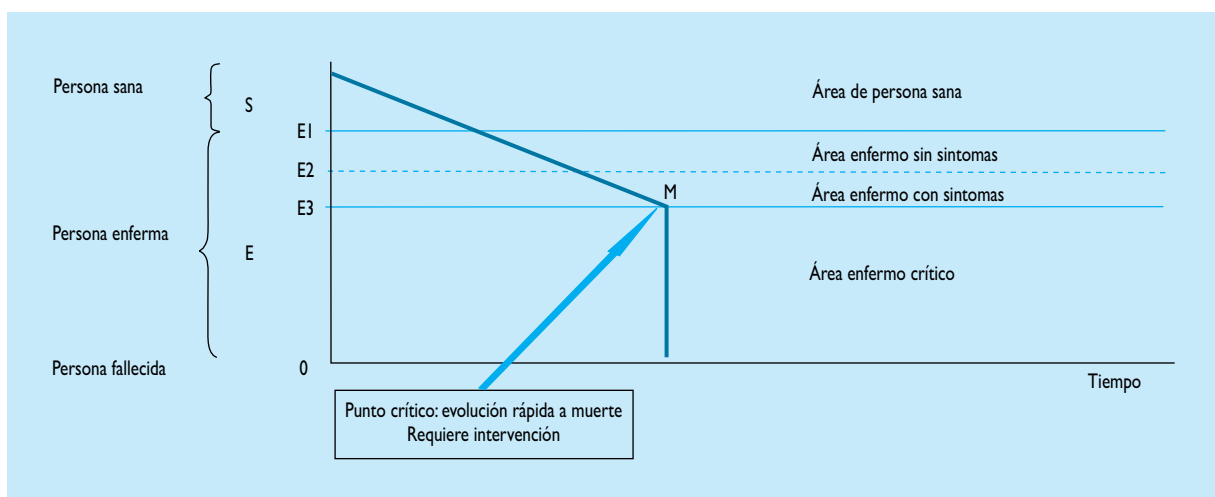 Persona sana
S
Área de persona sana
E1
Área enfermo sin sintomas
E2
M
Área enfermo con sintomas
E3
Persona enferma
E
Área enfermo crítico
Persona fallecida
0
Tiempo
Punto crítico: evolución rápida a muerte
Requiere intervención